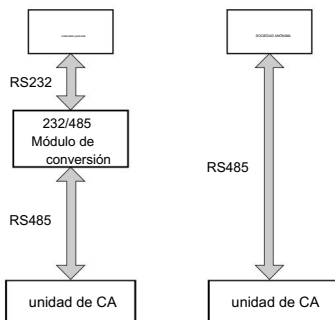 SOCIEDAD ANÓNIMA
RS232
232/485
Módulo de
conversión
RS485
RS485
unidad de CA
unidad de CA